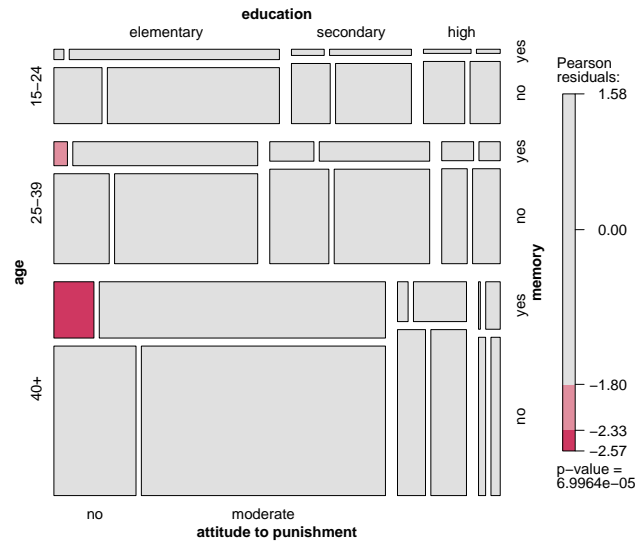 education
elementary secondary high
Pearson
residuals:
15−24
yes
no
1.58
25−39
yes
no
0.00
age
memory
40+
yes
no
−1.80
−2.33
−2.57
p−value =
6.9964e−05
no moderate
attitude to punishment